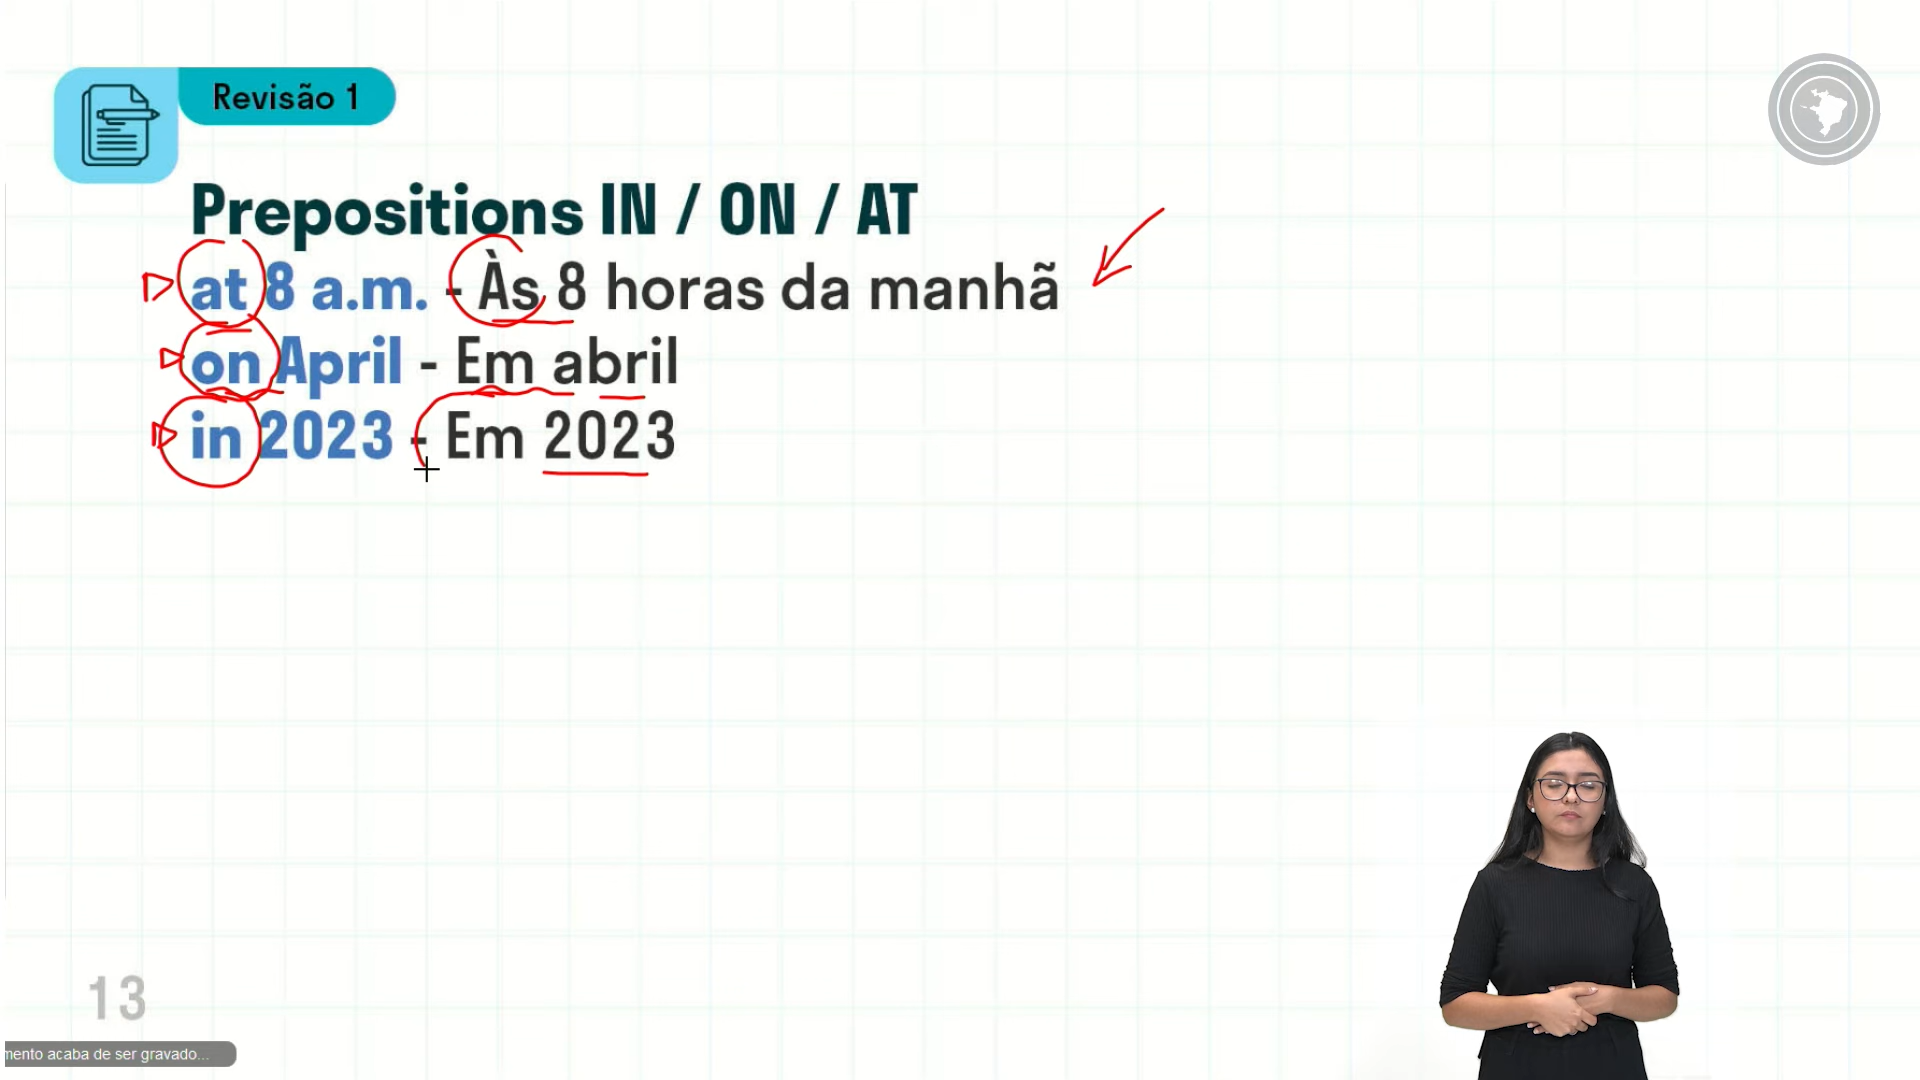 Revisão 1
Prepositions IN / ON / AT
at 8 a.m. - Às 8 horas da manhã
on April - Em abril
in 2023 - Em 2023
13
mento acaba de ser gravado...